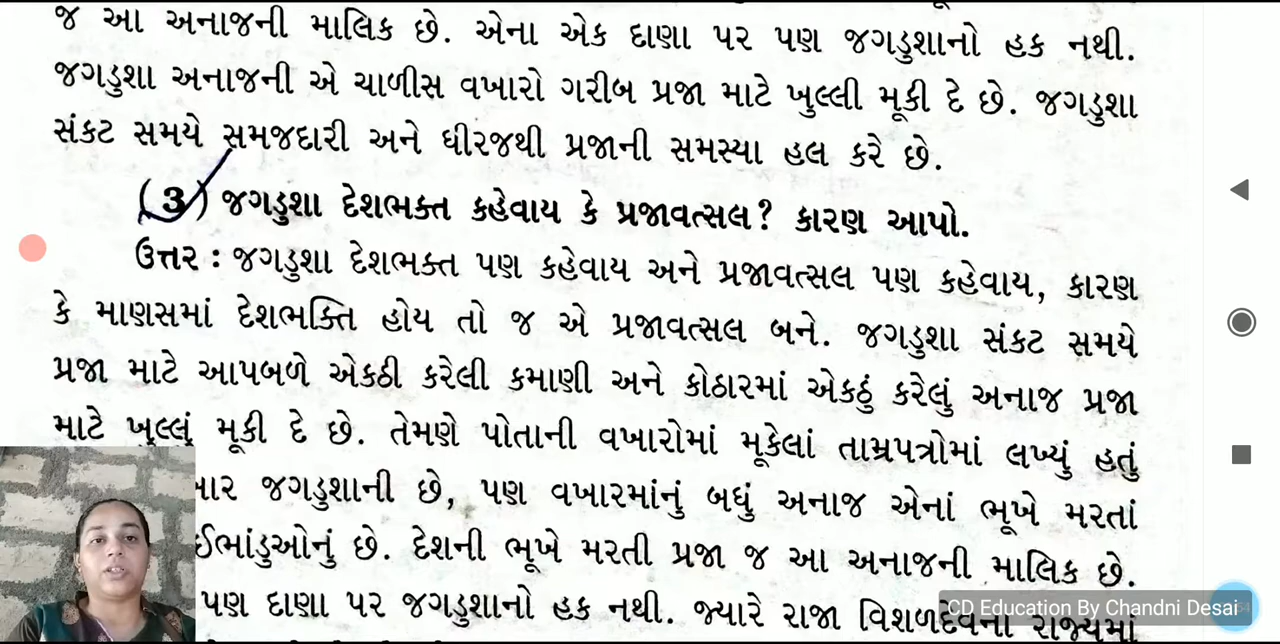 જ આ અનાજની માલિક છે. એના એક દાણા પર પણ જગડુશાનો હક નથી.
જગડુશા અનાજની એ ચાળીસ વખારો ગરીબ પ્રજા માટે ખુલ્લી મૂકી દે છે. જગડુશા
સંકટ સમયે સમજદારી અને ધીરજથી પ્રજાની સમસ્યા હલ કરે છે.
(૩) જગડુશા દેશભક્ત કહેવાય કે પ્રજાવત્સલ? કારણ આપો.
ઉત્તર : જગડુશા દેશભક્ત પણ કહેવાય અને પ્રજાવત્સલ પણ કહેવાય, કારણ
કે માણસમાં દેશભક્તિ હોય તો જ એ પ્રજાવત્સલ બને. જગડુશા સંકટ સમયે
પ્રજા માટે આપબળે એકઠી કરેલી કમાણી અને કોઠારમાં એકઠું કરેલું અનાજ પ્રજા
માટે ખુલ્લું મૂકી દે છે. તેમણે પોતાની વખારોમાં મૂકેલાં તામ્રપત્રોમાં લખ્યું હતું
જગડુશાની છે, પણ વખારમાંનું બધું અનાજ એનાં ભૂખે મરતાં
છે. દેશની ભૂખે મરતી પ્રજા જ આ અનાજની માલિક છે.
પણ દાણા પર જગડુશાનો હક નથી. જ્યારે રાજા વિશળદેવના રાજ્યમાં
CD Education By Chandni Desai